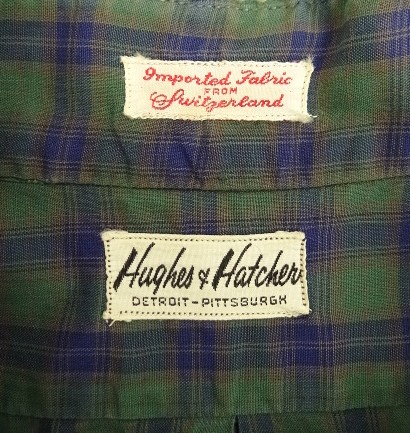 Imported Fabric
FROM
Switzerland
Hughes & Hatcher
DETROIT-PITTSBURGH